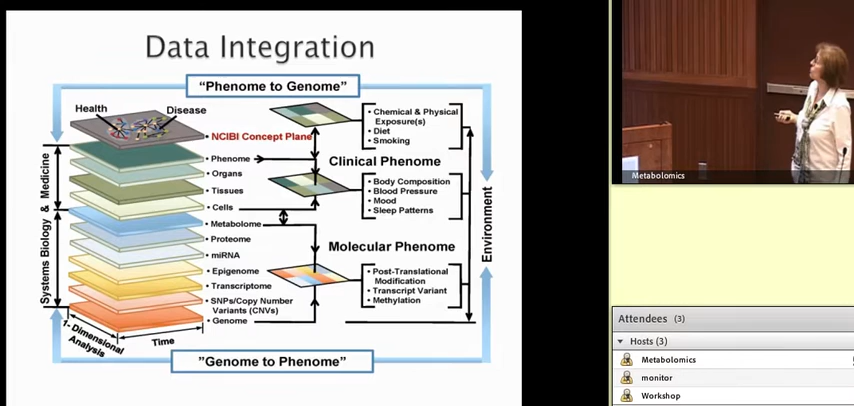 Data Integration
"Phenome to Genome"
Health
Disease
• NCIBI Concept Plane
• Phenome
• Organs
• Tissues
• Cells
• Metabolome
• Proteome
• miRNA
• Epigenome
• Transcriptome
• SNPs/Copy Number
Variants (CNVs)
• Genome
Systems Biology & Medicine
1- Dimensional
Analysis
Time
• Chemical & Physical
Exposure(s)
• Diet
• Smoking
Clinical Phenome
• Body Composition
• Blood Pressure
• Mood
• Sleep Patterns
Molecular Phenome
• Post-Translational
Modification
• Transcript Variant
• Methylation
Environment
"Genome to Phenome"
Metabolomics
Attendees (3)
Hosts (3)
Metabolomics
monitor
Workshop